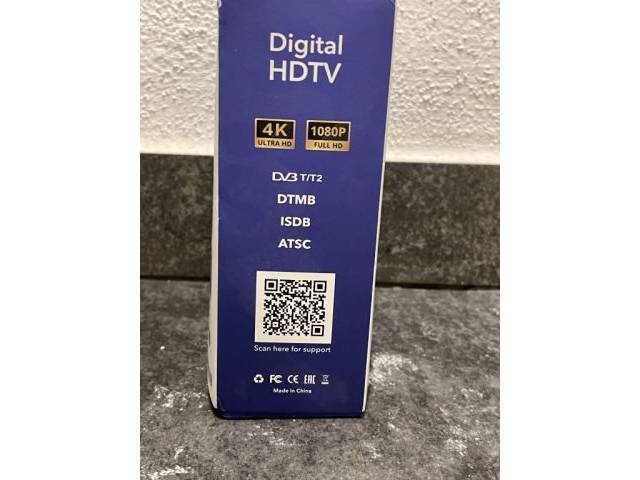 Digital
HDTV
4K
ULTRA HD
1080P
FULL HD
DVB T/T2
DTMB
ISDB
ATSC
Scan here for support
FC CE EAC
Made in China